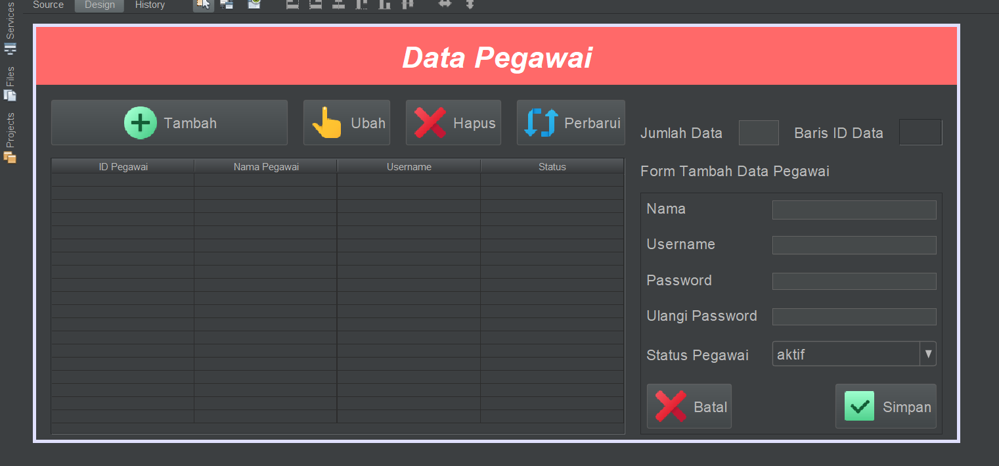 Source Design History
Services
Files
Projects
Data Pegawai
Tambah Ubah Hapus Perbarui
Jumlah Data Baris ID Data
ID Pegawai Nama Pegawai Username Status
Form Tambah Data Pegawai
Nama
Username
Password
Ulangi Password
Status Pegawai aktif
Batal Simpan